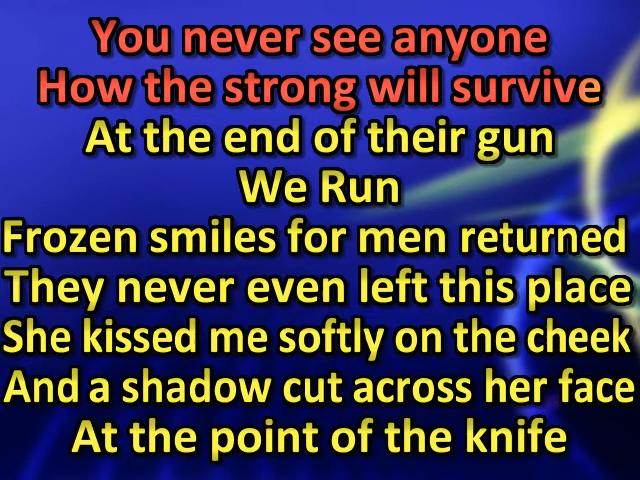 You never see anyone
How the strong will survive
At the end of their gun
We Run
Frozen smiles for men returned
They never even left this place
She kissed me softly on the cheek
And a shadow cut across her face
At the point of the knife